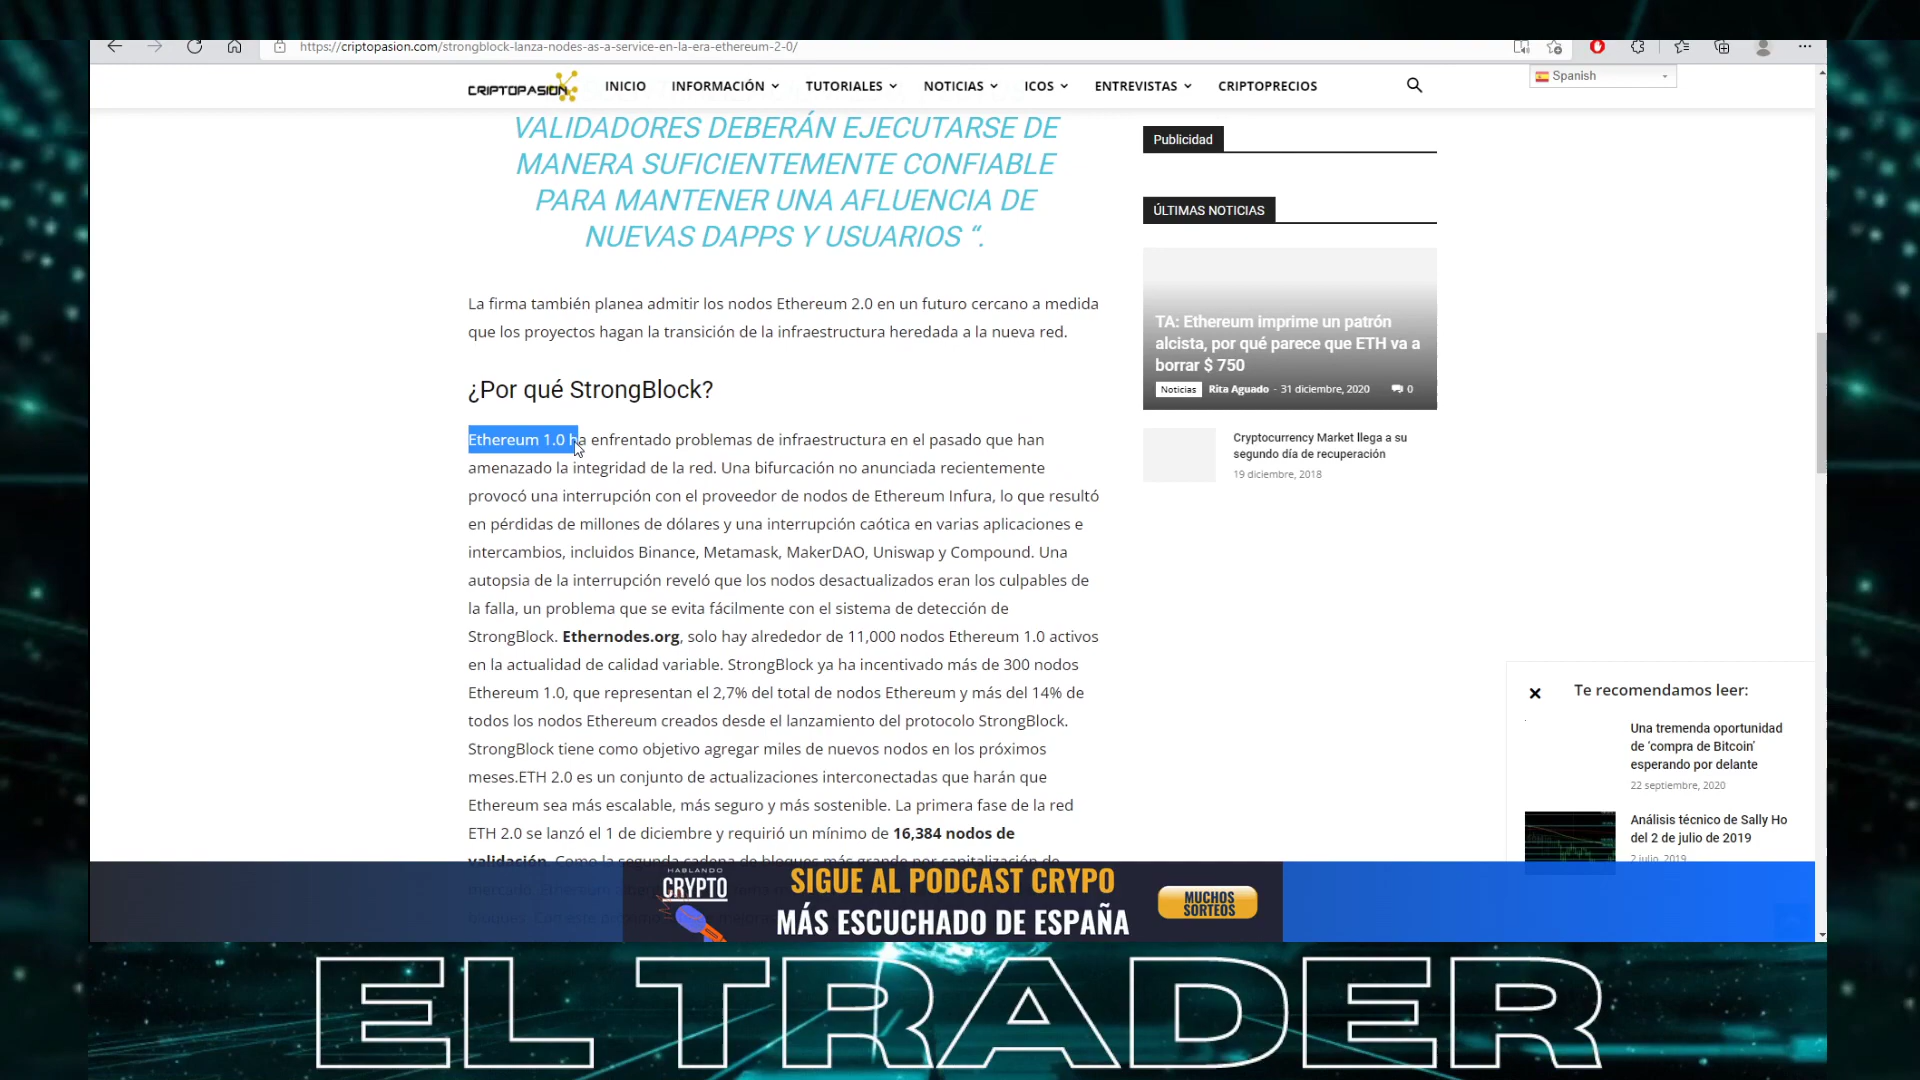 https://criptopasion.com/strongblock-lanza-nodes-as-a-service-en-la-era-ethereum-2-0/
CRIPTOPASION
INICIO
INFORMACIÓN
TUTORIALES
NOTICIAS
ICOS
ENTREVISTAS
CRIPTOPRECIOS
Spanish
VALIDADORES DEBERÁN EJECUTARSE DE
MANERA SUFICIENTEMENTE CONFIABLE
PARA MANTENER UNA AFLUENCIA DE
NUEVAS DAPPS Y USUARIOS “.
La firma también planea admitir los nodos Ethereum 2.0 en un futuro cercano a medida
que los proyectos hagan la transición de la infraestructura heredada a la nueva red.
¿Por qué StrongBlock?
Ethereum 1.0 ha enfrentado problemas de infraestructura en el pasado que han
amenazado la integridad de la red. Una bifurcación no anunciada recientemente
provocó una interrupción con el proveedor de nodos de Ethereum Infura, lo que resultó
en pérdidas de millones de dólares y una interrupción caótica en varias aplicaciones e
intercambios, incluidos Binance, Metamask, MakerDAO, Uniswap y Compound. Una
autopsia de la interrupción reveló que los nodos desactualizados eran los culpables de
la falla, un problema que se evita fácilmente con el sistema de detección de
StrongBlock. Ethernodes.org, solo hay alrededor de 11,000 nodos Ethereum 1.0 activos
en la actualidad de calidad variable. StrongBlock ya ha incentivado más de 300 nodos
Ethereum 1.0, que representan el 2,7% del total de nodos Ethereum y más del 14% de
todos los nodos Ethereum creados desde el lanzamiento del protocolo StrongBlock.
StrongBlock tiene como objetivo agregar miles de nuevos nodos en los próximos
meses.ETH 2.0 es un conjunto de actualizaciones interconectadas que harán que
Ethereum sea más escalable, más seguro y más sostenible. La primera fase de la red
ETH 2.0 se lanzó el 1 de diciembre y requirió un mínimo de 16,384 nodos de
validación. Como la segunda cadena de bloques más grande por capitalización de
Publicidad
ÚLTIMAS NOTICIAS
TA: Ethereum imprime un patrón
alcista, por qué parece que ETH va a
borrar $ 750
Noticias Rita Aguado - 31 diciembre, 2020 0
Cryptocurrency Market llega a su
segundo día de recuperación
19 diciembre, 2018
Te recomendamos leer:
Una tremenda oportunidad
de ‘compra de Bitcoin’
esperando por delante
22 septiembre, 2020
Análisis técnico de Sally Ho
del 2 de julio de 2019
2 julio, 2019
HABLANDO
CRYPTO
SIGUE AL PODCAST CRYPO
MÁS ESCUCHADO DE ESPAÑA
MUCHOS
SORTEOS
EL TRADER